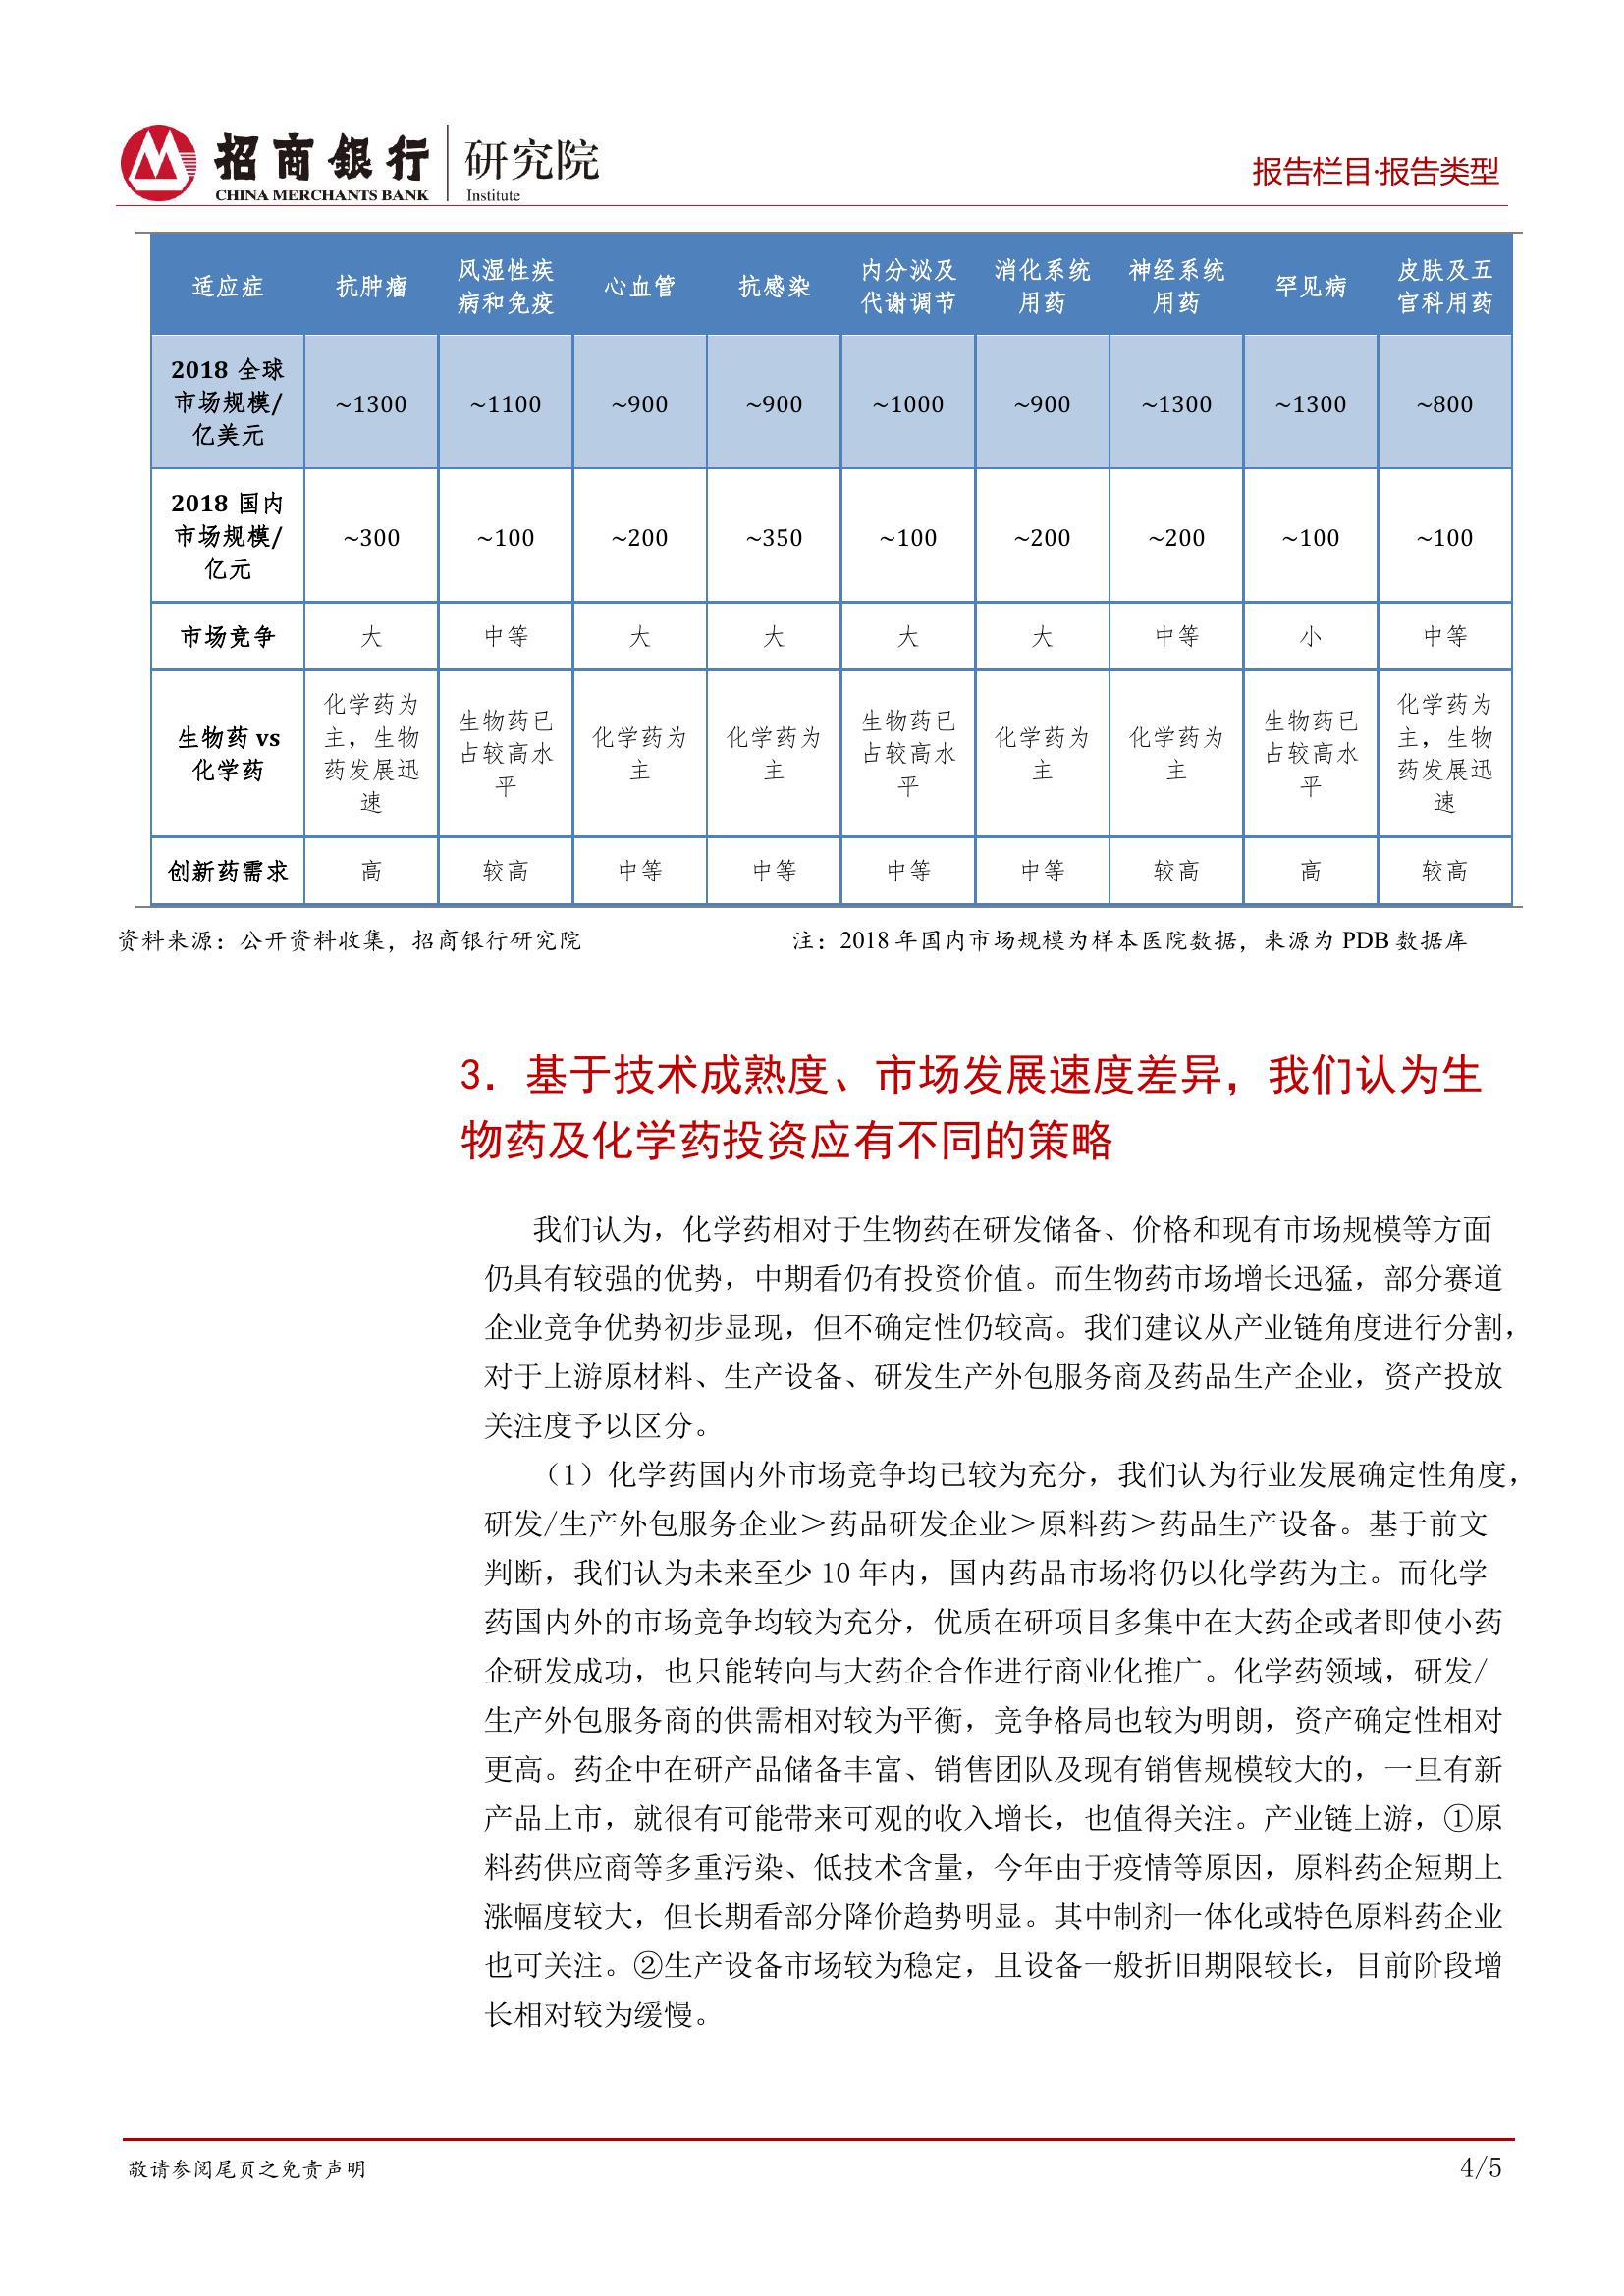 招商银行 研究院
CHINA MERCHANTS BANK Institute
报告栏目·报告类型
适应症 抗肿瘤 风湿性疾病和免疫 心血管 抗感染 内分泌及代谢调节 消化系统用药 神经系统用药 罕见病 皮肤及五官科用药
2018 全球市场规模/亿美元 ~1300 ~1100 ~900 ~900 ~1000 ~900 ~1300 ~1300 ~800
2018 国内市场规模/亿元 ~300 ~100 ~200 ~350 ~100 ~200 ~200 ~100 ~100
市场竞争 大 中等 大 大 大 大 中等 小 中等
生物药 vs 化学药 化学药为主，生物药发展迅速 生物药已占较高水平 化学药为主 化学药为主 生物药已占较高水平 化学药为主 化学药为主 生物药已占较高水平 化学药为主，生物药发展迅速
创新药需求 高 较高 中等 中等 中等 中等 较高 高 较高
资料来源：公开资料收集，招商银行研究院 注：2018 年国内市场规模为样本医院数据，来源为 PDB 数据库
3. 基于技术成熟度、市场发展速度差异，我们认为生
物药及化学药投资应有不同的策略
我们认为，化学药相对于生物药在研发储备、价格和现有市场规模等方面
仍具有较强的优势，中期看仍有投资价值。而生物药市场增长迅猛，部分赛道
企业竞争优势初步显现，但不确定性仍较高。我们建议从产业链角度进行分割，
对于上游原材料、生产设备、研发生产外包服务商及药品生产企业，资产投放
关注度予以区分。
（1）化学药国内外市场竞争均已较为充分，我们认为行业发展确定性角度，
研发/生产外包服务企业＞药品研发企业＞原料药＞药品生产设备。基于前文
判断，我们认为未来至少 10 年内，国内药品市场将仍以化学药为主。而化学
药国内外的市场竞争均较为充分，优质在研项目多集中在大药企或者即使小药
企研发成功，也只能转向与大药企合作进行商业化推广。化学药领域，研发/
生产外包服务商的供需相对较为平衡，竞争格局也较为明朗，资产确定性相对
更高。药企中在研产品储备丰富、销售团队及现有销售规模较大的，一旦有新
产品上市，就很有可能带来可观的收入增长，也值得关注。产业链上游，①原
料药供应商等多重污染、低技术含量，今年由于疫情等原因，原料药企短期上
涨幅度较大，但长期看部分降价趋势明显。其中制剂一体化或特色原料药企业
也可关注。②生产设备市场较为稳定，且设备一般折旧期限较长，目前阶段增
长相对较为缓慢。
敬请参阅尾页之免责声明 4/5